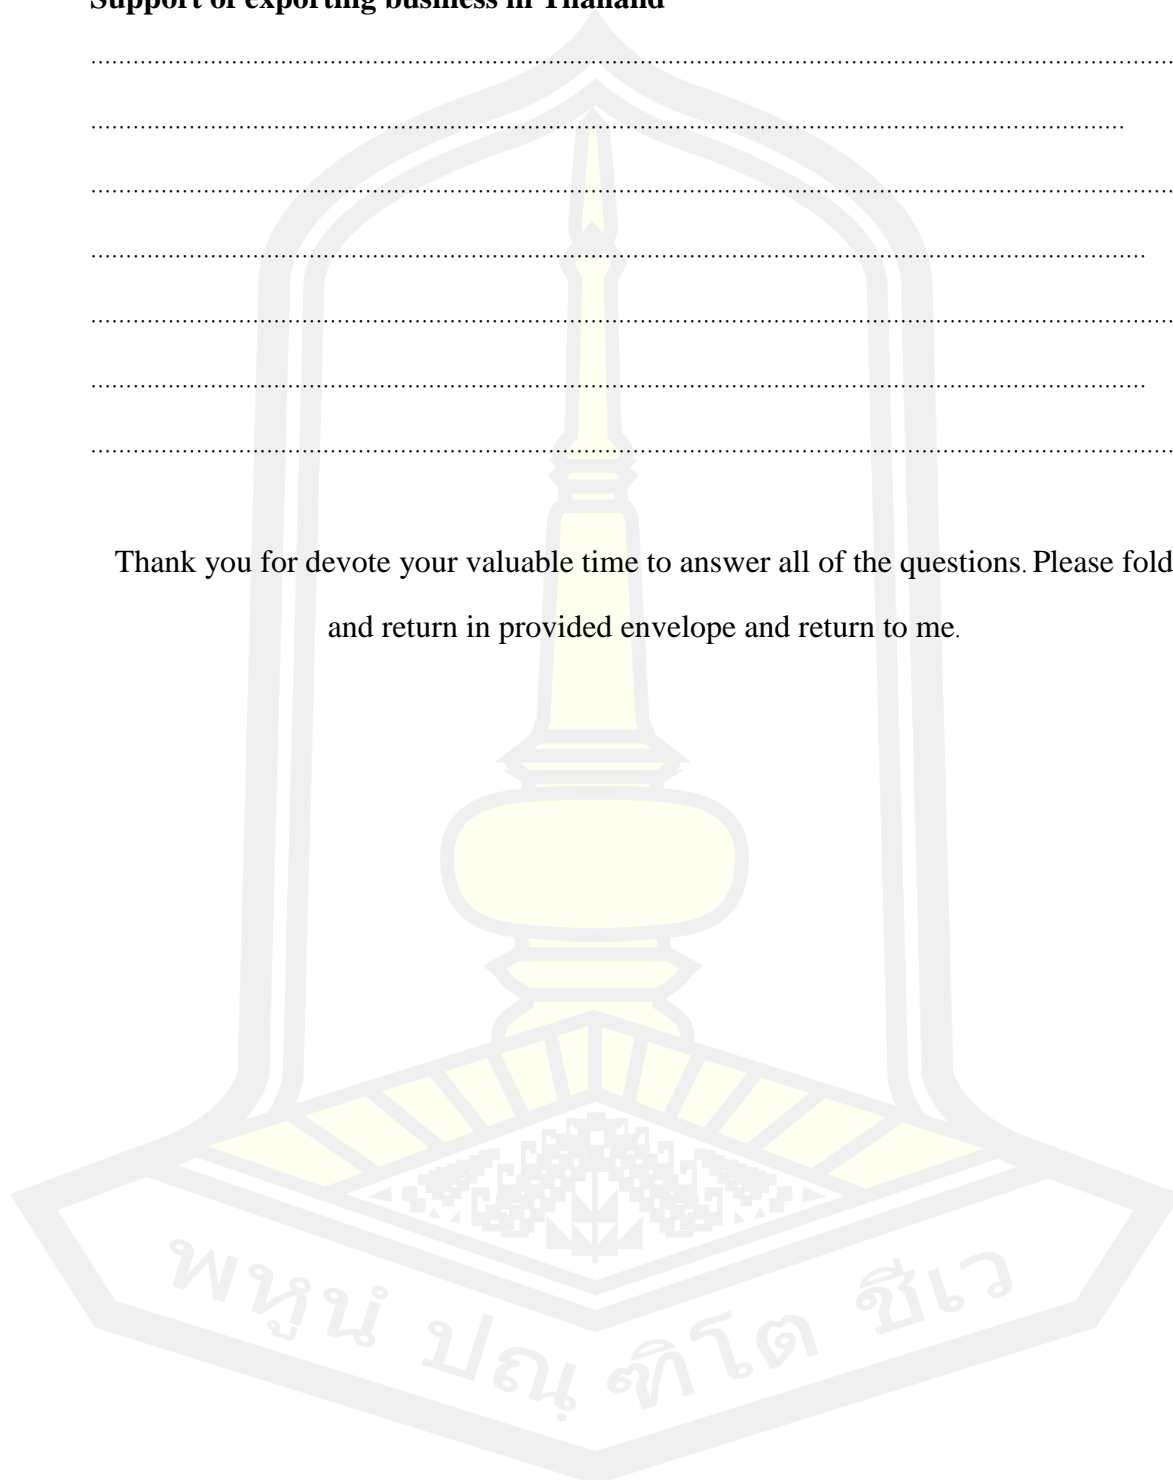 Support of exporting business in Thailand
................................................................................................................................................
.........................................................................................................................................
................................................................................................................................................
............................................................................................................................................
................................................................................................................................................
............................................................................................................................................
................................................................................................................................................
Thank you for devote your valuable time to answer all of the questions. Please fold
and return in provided envelope and return to me.
พหูนํ ปณฺฑิโต ชีเว